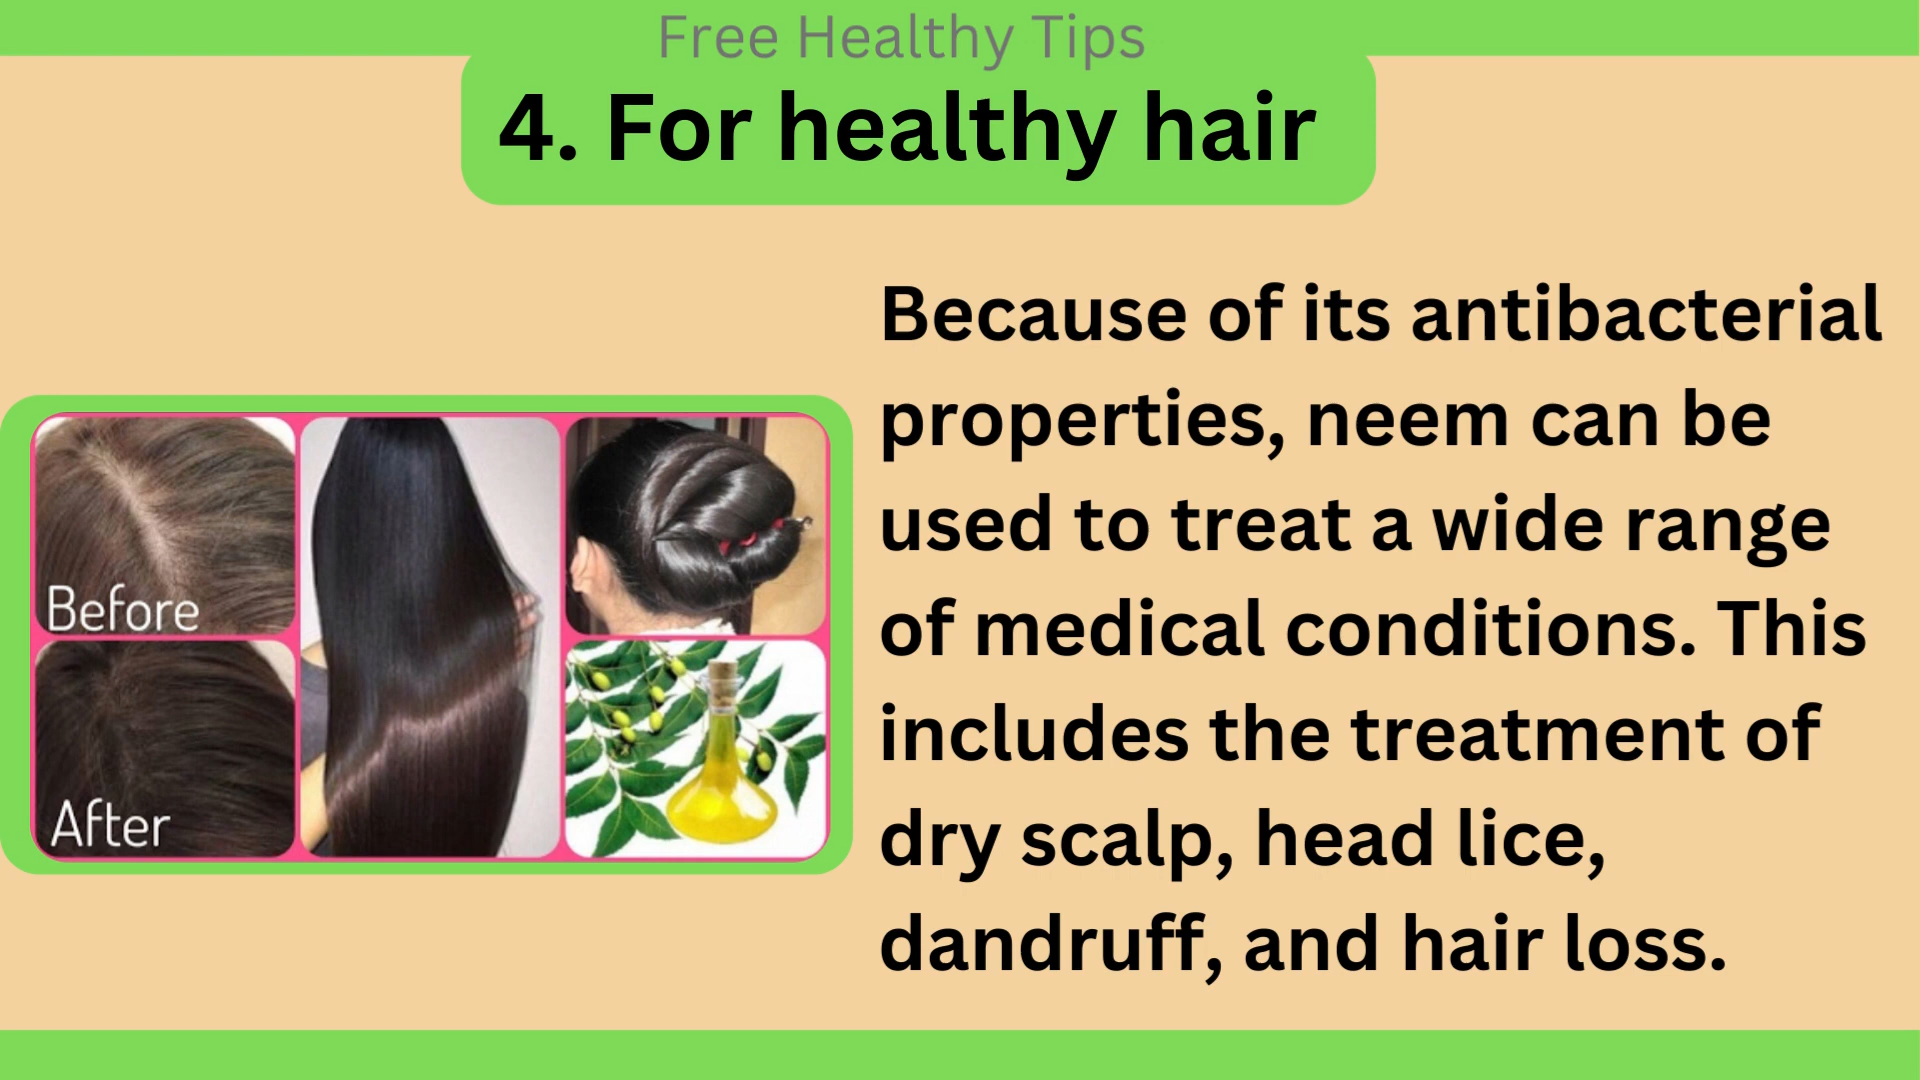 Free Healthy Tips
4. For healthy hair
Because of its antibacterial
properties, neem can be
used to treat a wide range
of medical conditions. This
includes the treatment of
dry scalp, head lice,
dandruff, and hair loss.
Before
After